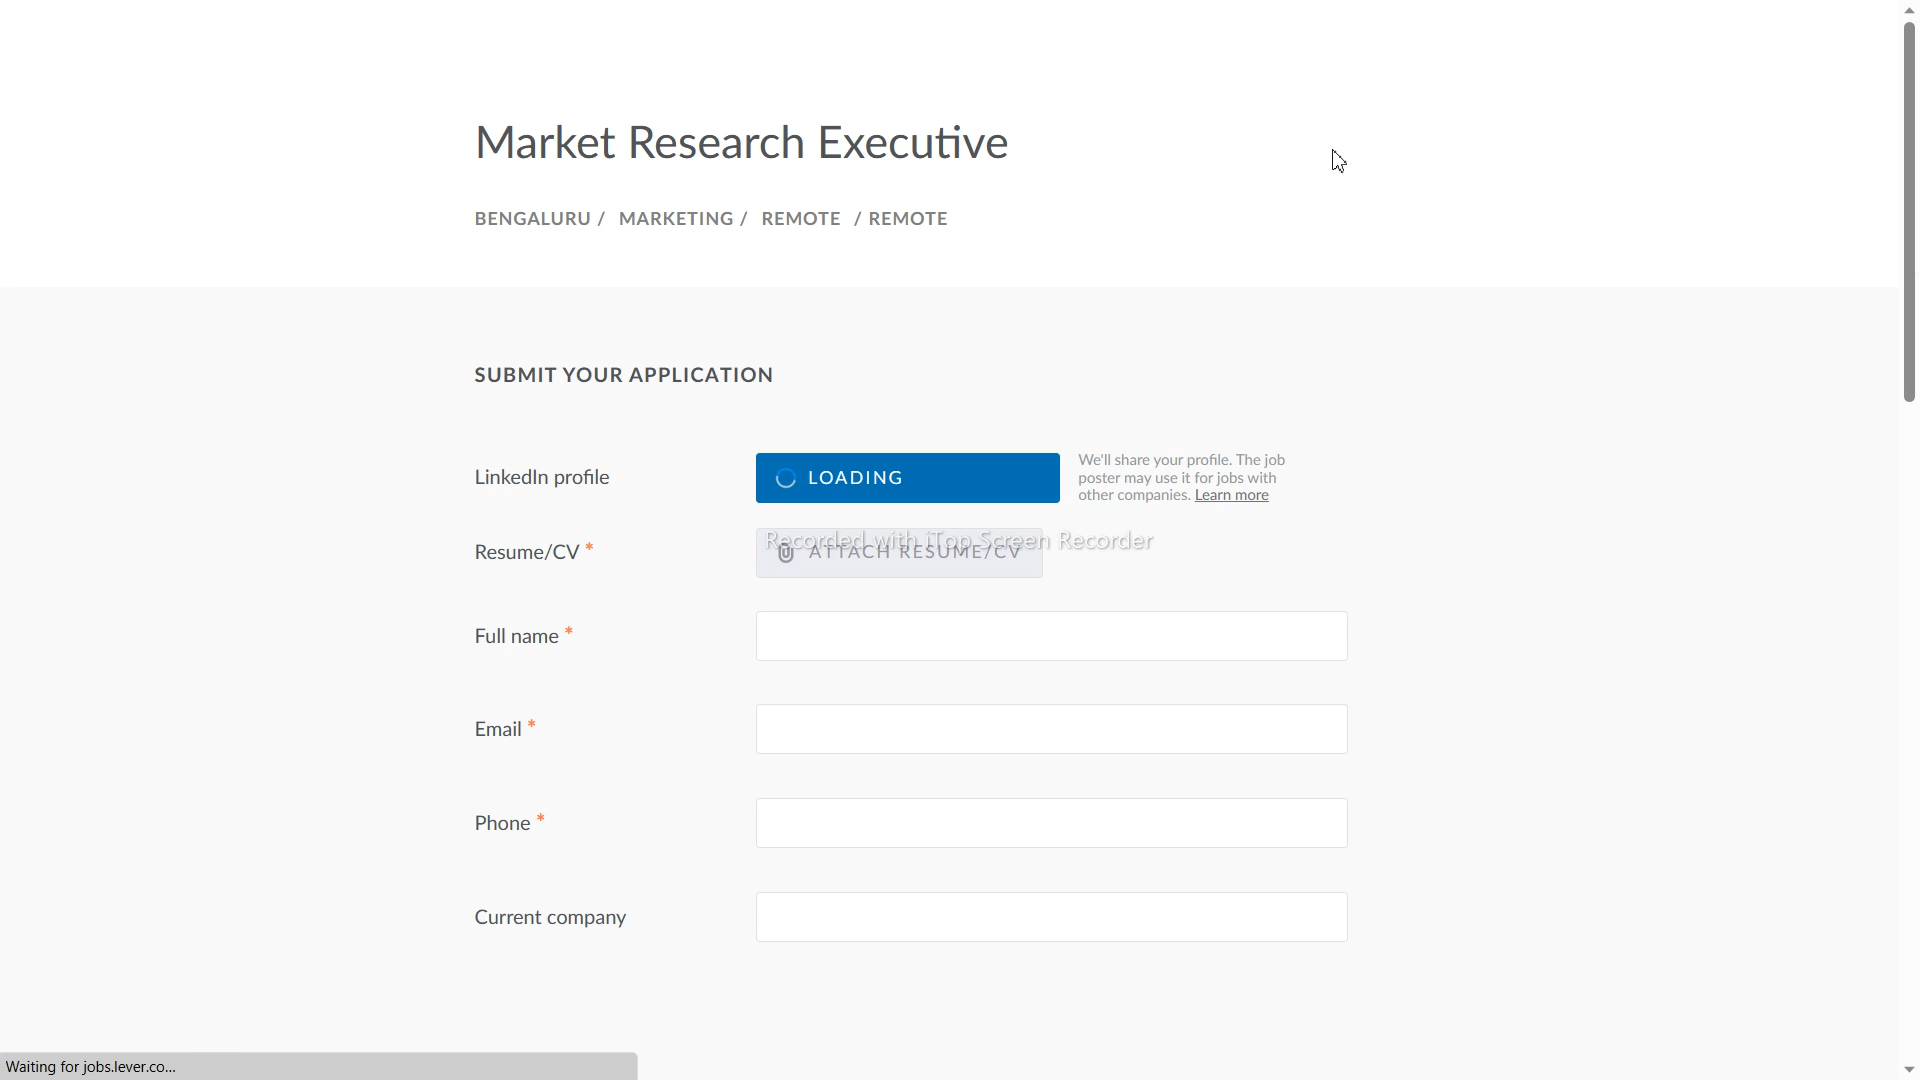 Market Research Executive
BENGALURU / MARKETING / REMOTE / REMOTE
SUBMIT YOUR APPLICATION
LinkedIn profile
LOADING
We'll share your profile. The job
poster may use it for jobs with
other companies. Learn more
Resume/CV *
ATTACH RESUME/CV
Recorded with iTop Screen Recorder
Full name *
Email *
Phone *
Current company
Waiting for jobs.lever.co...